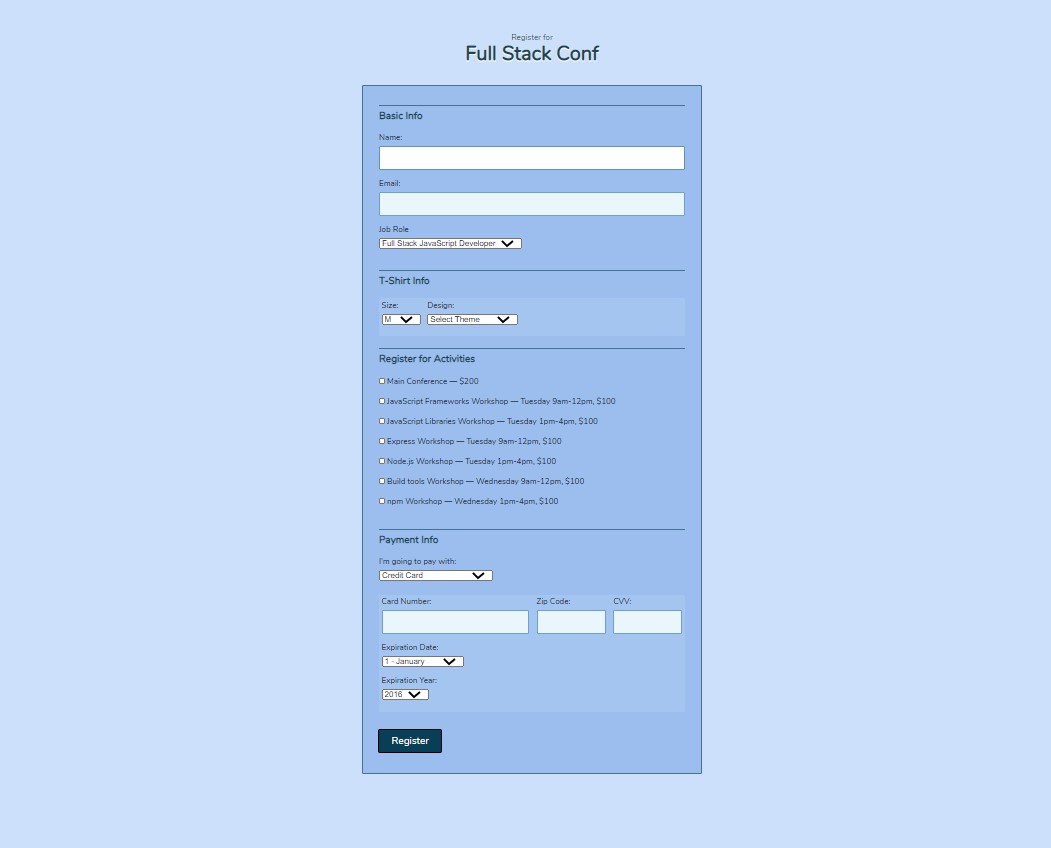 Register for
Full Stack Conf
Basic Info
Name:
Email:
Job Role
Full Stack JavaScript Developer
T-Shirt Info
Size: Design:
M Select Theme
Register for Activities
Main Conference — $200
JavaScript Frameworks Workshop — Tuesday 9am-12pm, $100
JavaScript Libraries Workshop — Tuesday 1pm-4pm, $100
Express Workshop — Tuesday 9am-12pm, $100
Node.js Workshop — Tuesday 1pm-4pm, $100
Build tools Workshop — Wednesday 9am-12pm, $100
npm Workshop — Wednesday 1pm-4pm, $100
Payment Info
I'm going to pay with:
Credit Card
Card Number: Zip Code: CVV:
Expiration Date:
1 - January
Expiration Year:
2016
Register